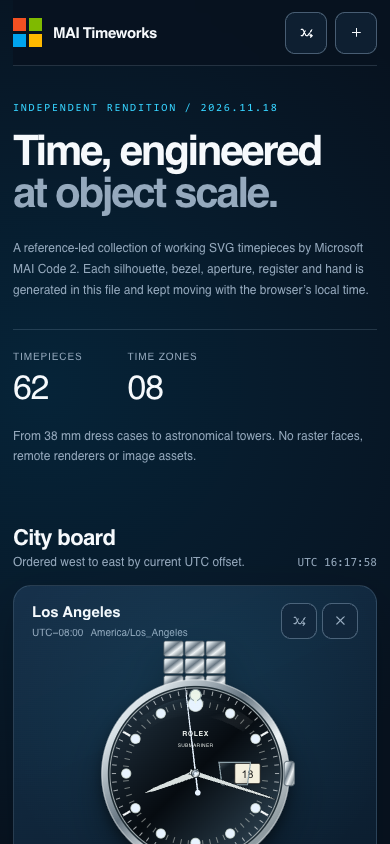 MAI Timeworks
INDEPENDENT RENDITION / 2026.11.18
Time, engineered
at object scale.
A reference-led collection of working SVG timepieces by Microsoft
MAI Code 2. Each silhouette, bezel, aperture, register and hand is
generated in this file and kept moving with the browser's local time.
TIMEPIECES
TIME ZONES
62
08
From 38 mm dress cases to astronomical towers. No raster faces,
remote renderers or image assets.
City board
Ordered west to east by current UTC offset.
UTC 16:17:58
Los Angeles
UTC−08:00 America/Los_Angeles
ROLEX
SUBMARINER
18